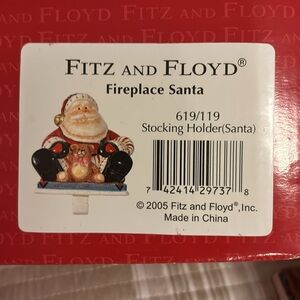 FITZ AND FLOYD®
Fireplace Santa
619/119
Stocking Holder(Santa)
7 42414 29737 8
© 2005 Fitz and Floyd®, Inc.
Made in China